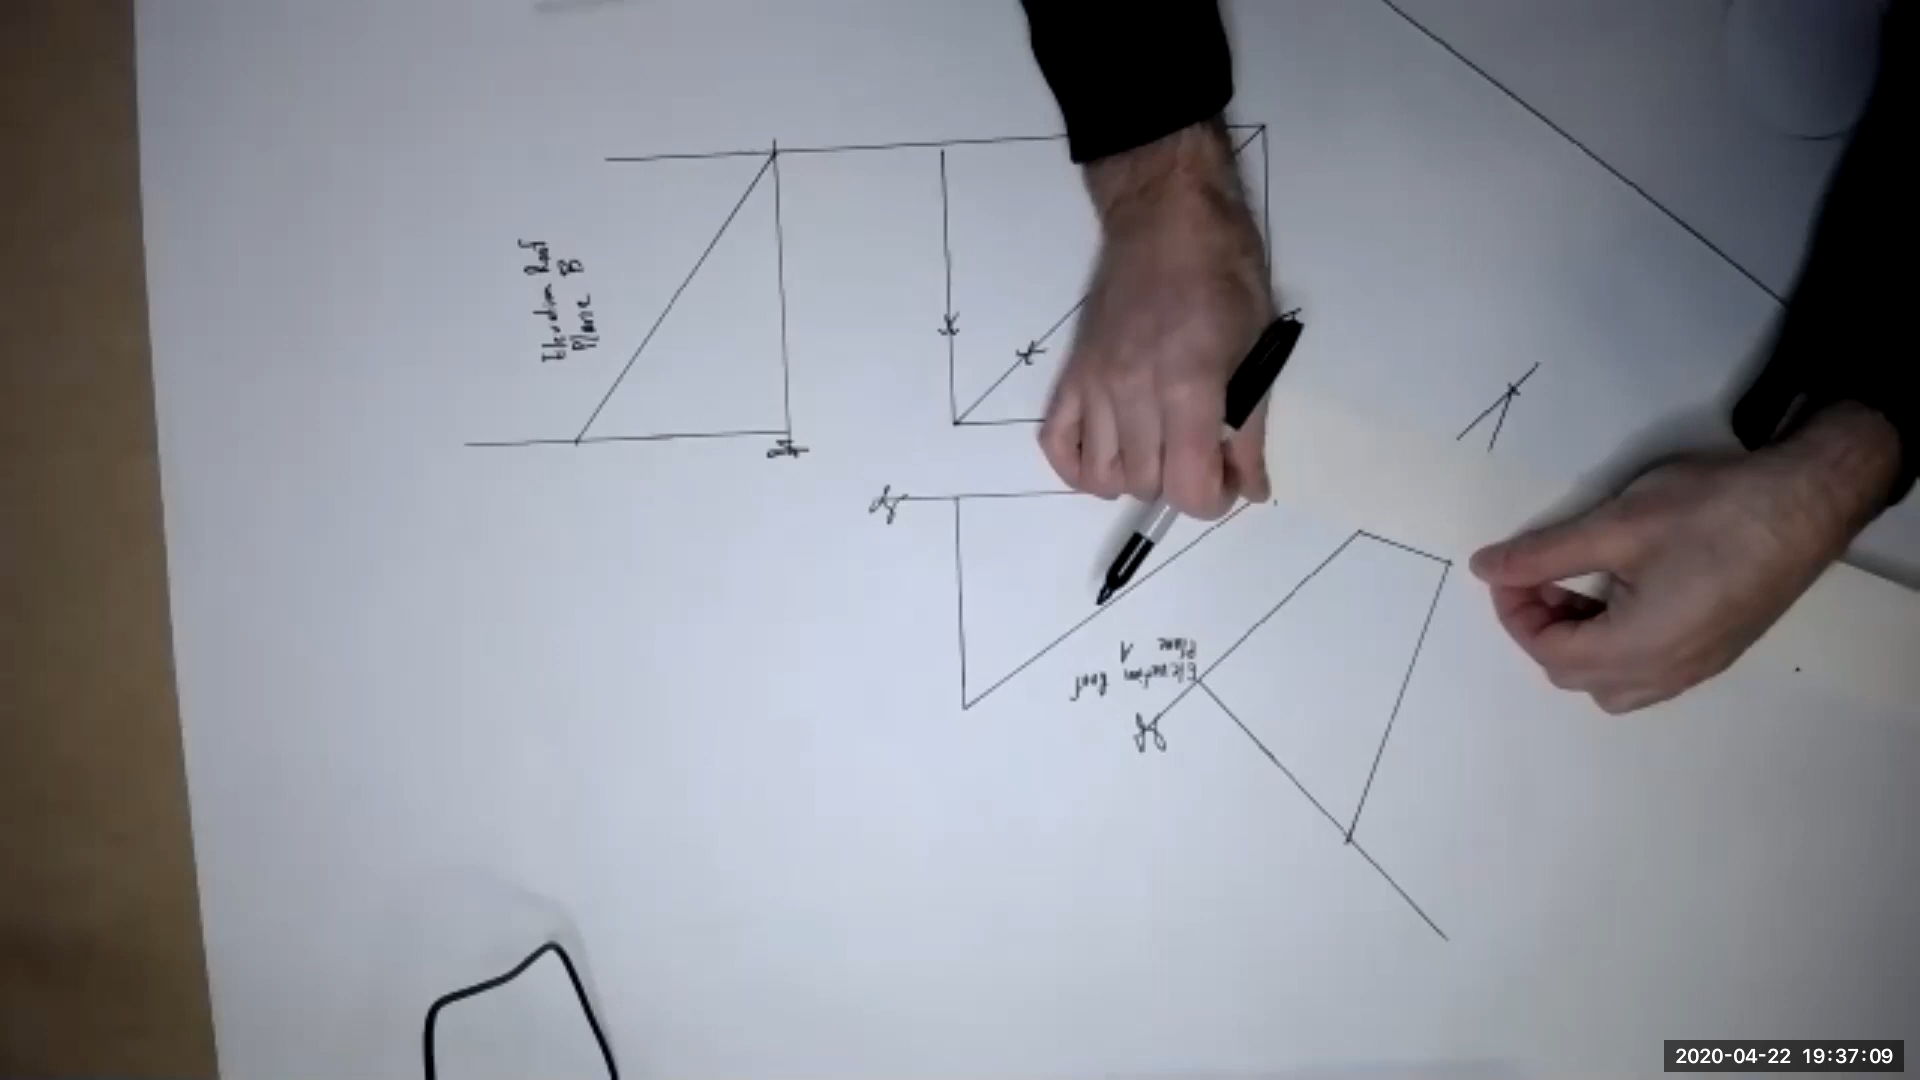 Elevation Roof
Plane B
Elevation Roof
Plane A
2020-04-22 19:37:09